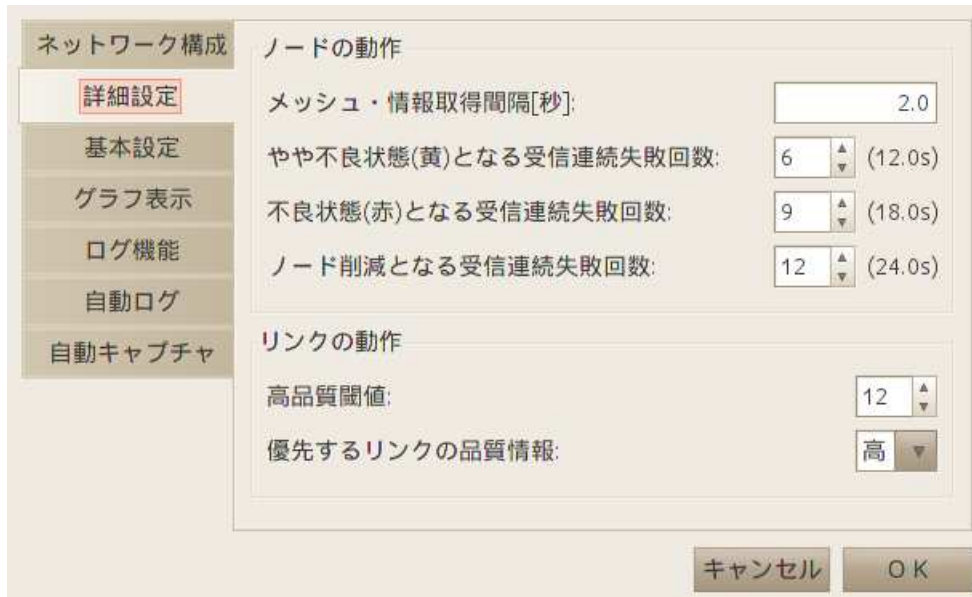 ネットワーク構成
詳細設定
基本設定
グラフ表示
ログ機能
自動ログ
自動キャプチャ
ノードの動作
メッシュ・情報取得間隔[秒]: 2.0
やや不良状態(黄)となる受信連続失敗回数: 6 (12.0s)
不良状態(赤)となる受信連続失敗回数: 9 (18.0s)
ノード削減となる受信連続失敗回数: 12 (24.0s)
リンクの動作
高品質閾値: 12
優先するリンクの品質情報: 高
キャンセル OK